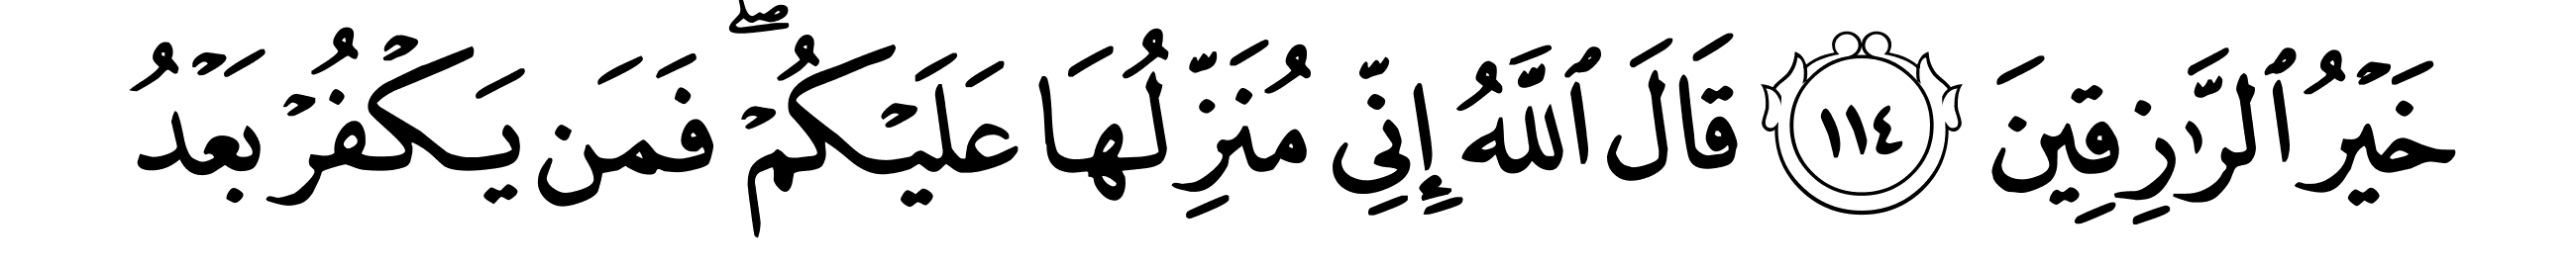 خَيْرُ ٱلرَّٰزِقِينَ ١١٤ قَالَ ٱللَّهُ إِنِّى مُنَزِّلُهَا عَلَيْكُمْ ۖ فَمَن يَكْفُرْ بَعْدُ